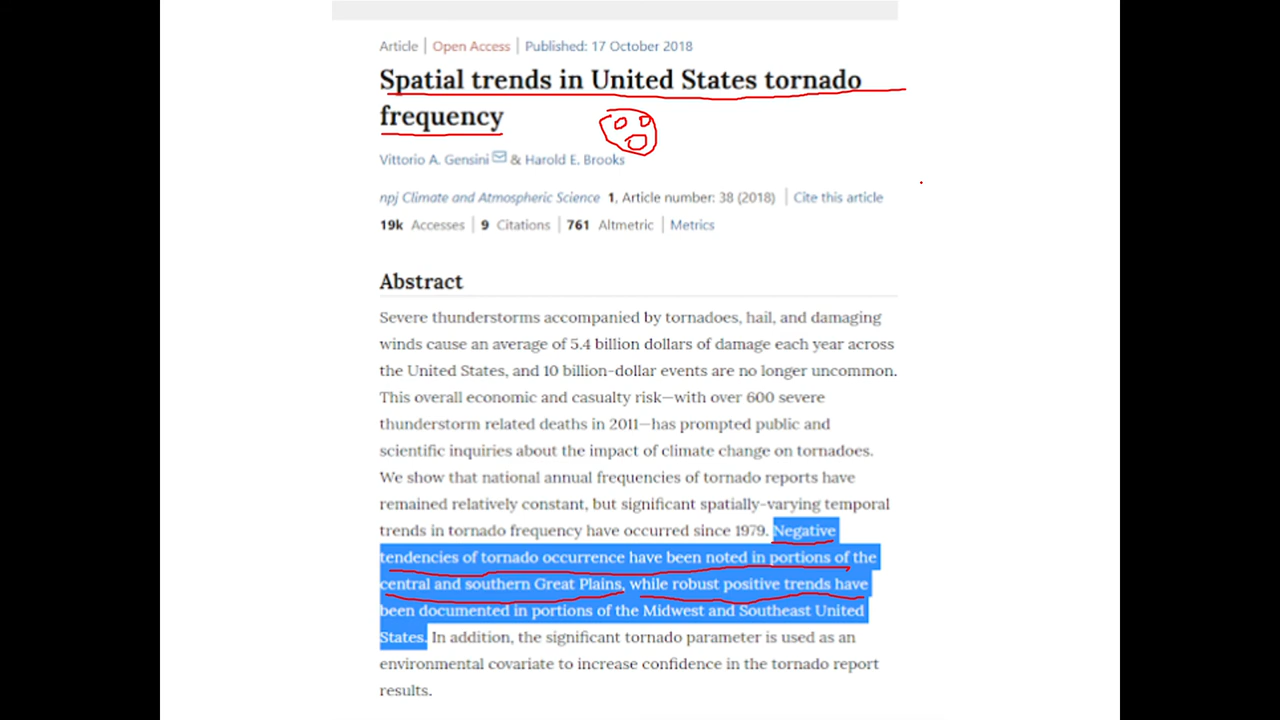 Article | Open Access | Published: 17 October 2018
Spatial trends in United States tornado
frequency
Vittorio A. Gensini & Harold E. Brooks
npj Climate and Atmospheric Science 1, Article number: 38 (2018) | Cite this article
19k Accesses | 9 Citations | 761 Altmetric | Metrics
Abstract
Severe thunderstorms accompanied by tornadoes, hail, and damaging
winds cause an average of 5.4 billion dollars of damage each year across
the United States, and 10 billion-dollar events are no longer uncommon.
This overall economic and casualty risk—with over 600 severe
thunderstorm related deaths in 2011—has prompted public and
scientific inquiries about the impact of climate change on tornadoes.
We show that national annual frequencies of tornado reports have
remained relatively constant, but significant spatially-varying temporal
trends in tornado frequency have occurred since 1979. Negative
tendencies of tornado occurrence have been noted in portions of the
central and southern Great Plains, while robust positive trends have
been documented in portions of the Midwest and Southeast United
States. In addition, the significant tornado parameter is used as an
environmental covariate to increase confidence in the tornado report
results.